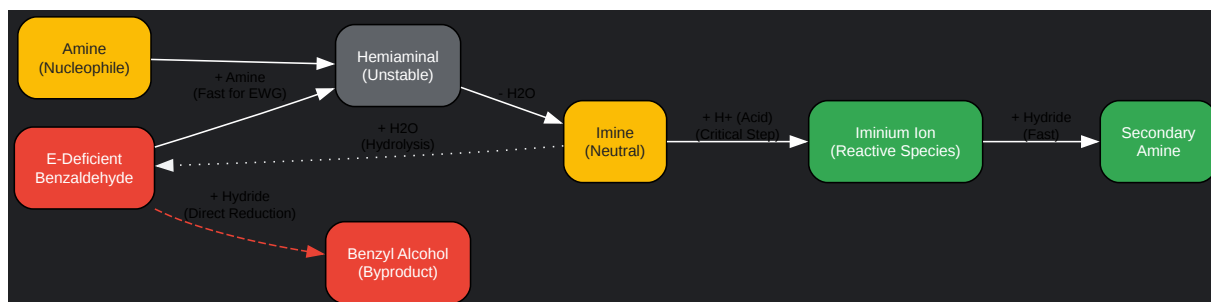 Amine
(Nucleophile)
+ Amine
(Fast for EWG)
Hemiaminal
(Unstable)
- H2O
E-Deficient
Benzaldehyde
+ H2O
(Hydrolysis)
Imine
(Neutral)
+ H+ (Acid)
(Critical Step)
Iminium Ion
(Reactive Species)
+ Hydride
(Fast)
Secondary
Amine
+ Hydride
(Direct Reduction)
Benzyl Alcohol
(Byproduct)